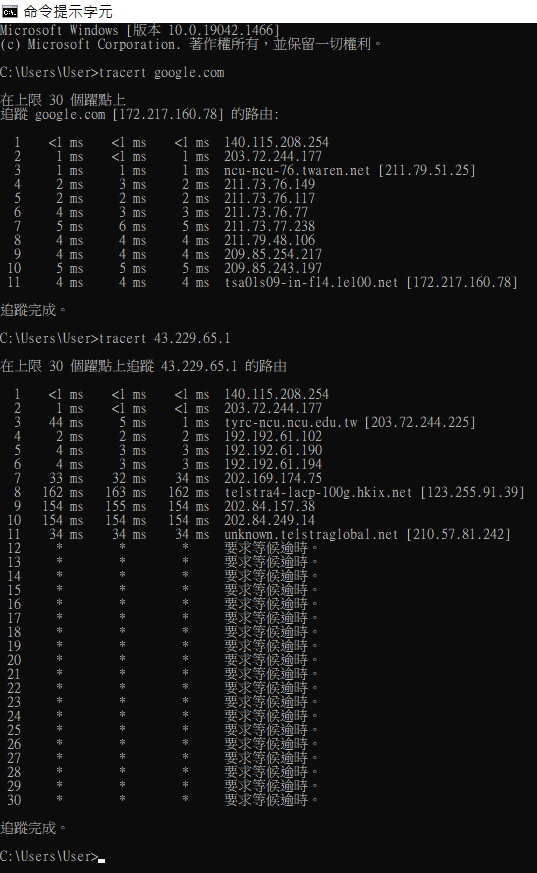 命令提示字元
Microsoft Windows [版本 10.0.19042.1466]
(c) Microsoft Corporation. 著作權所有，並保留一切權利。
C:\Users\User>tracert google.com
在上限 30 個躍點上
追蹤 google.com [172.217.160.78] 的路由:
1 <1 ms <1 ms <1 ms 140.115.208.254
2 1 ms <1 ms 1 ms 203.72.244.177
3 1 ms 1 ms 1 ms ncu-ncu-76.twaren.net [211.79.51.25]
4 2 ms 3 ms 2 ms 211.73.76.149
5 2 ms 2 ms 2 ms 211.73.76.117
6 4 ms 3 ms 3 ms 211.73.76.77
7 5 ms 6 ms 5 ms 211.73.77.238
8 4 ms 4 ms 4 ms 211.79.48.106
9 4 ms 4 ms 4 ms 209.85.254.217
10 5 ms 5 ms 5 ms 209.85.243.197
11 4 ms 4 ms 4 ms tsa01s09-in-f14.1e100.net [172.217.160.78]
追蹤完成。
C:\Users\User>tracert 43.229.65.1
在上限 30 個躍點上追蹤 43.229.65.1 的路由
1 <1 ms <1 ms <1 ms 140.115.208.254
2 1 ms <1 ms <1 ms 203.72.244.177
3 44 ms 5 ms 1 ms tyrc-ncu.ncu.edu.tw [203.72.244.225]
4 2 ms 2 ms 2 ms 192.192.61.102
5 4 ms 3 ms 3 ms 192.192.61.190
6 4 ms 3 ms 3 ms 192.192.61.194
7 33 ms 32 ms 34 ms 202.169.174.75
8 162 ms 163 ms 162 ms telstra4-lacp-100g.hkix.net [123.255.91.39]
9 154 ms 155 ms 154 ms 202.84.157.38
10 154 ms 154 ms 154 ms 202.84.249.14
11 34 ms 34 ms 34 ms unknown.telstraglobal.net [210.57.81.242]
12 * * * 要求等候逾時。
13 * * * 要求等候逾時。
14 * * * 要求等候逾時。
15 * * * 要求等候逾時。
16 * * * 要求等候逾時。
17 * * * 要求等候逾時。
18 * * * 要求等候逾時。
19 * * * 要求等候逾時。
20 * * * 要求等候逾時。
21 * * * 要求等候逾時。
22 * * * 要求等候逾時。
23 * * * 要求等候逾時。
24 * * * 要求等候逾時。
25 * * * 要求等候逾時。
26 * * * 要求等候逾時。
27 * * * 要求等候逾時。
28 * * * 要求等候逾時。
29 * * * 要求等候逾時。
30 * * * 要求等候逾時。
追蹤完成。
C:\Users\User>